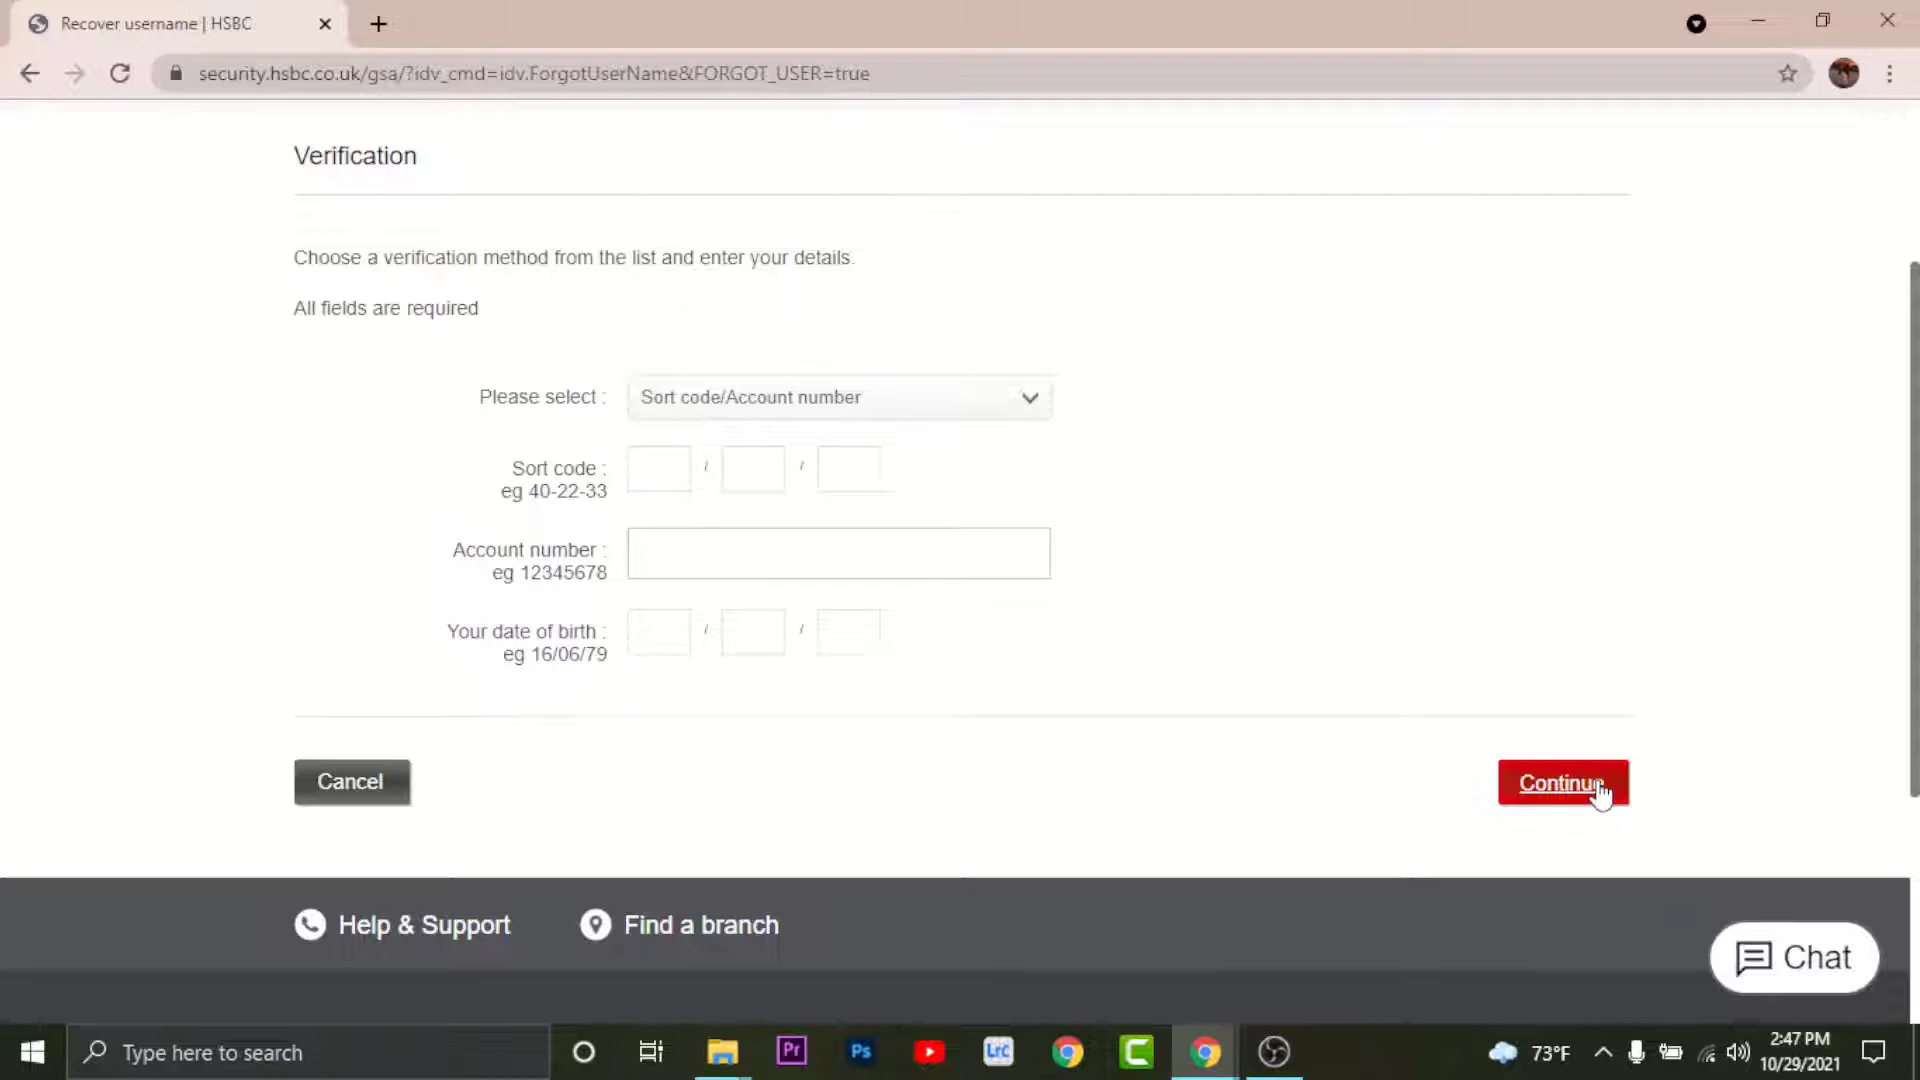 Recover username | HSBC
security.hsbc.co.uk/gsa/?idv_cmd=idv.ForgotUserName&FORGOT_USER=true
Verification
Choose a verification method from the list and enter your details.
All fields are required
Please select : Sort code/Account number
Sort code : / /
eg 40-22-33
Account number :
eg 12345678
Your date of birth : / /
eg 16/06/79
Cancel
Continue
Help & Support
Find a branch
Chat
Type here to search
Pr
Ps
LrC
C
73°F
2:47 PM
10/29/2021